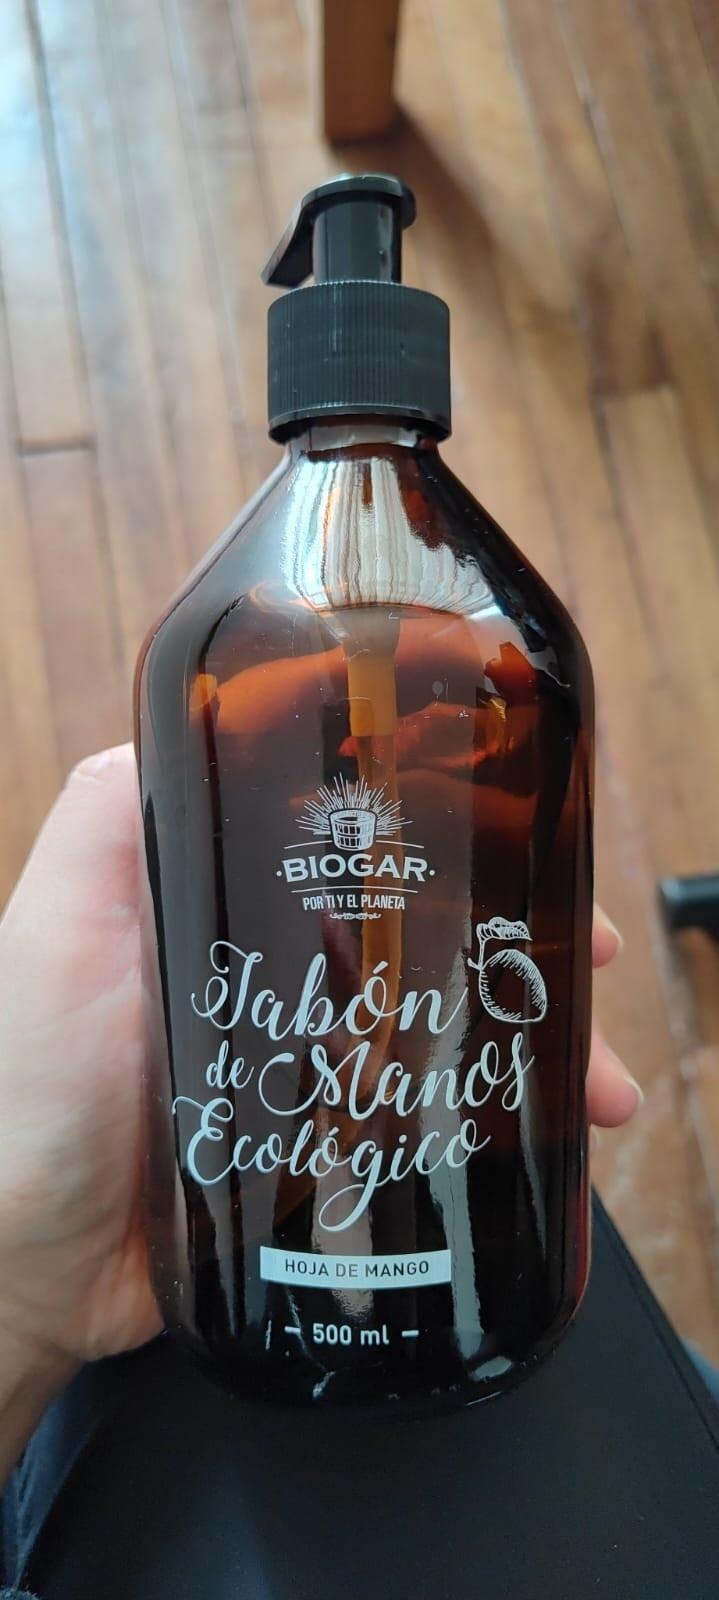 ·BIOGAR·
POR TI Y EL PLANETA
Jabón
de Manos
Ecológico
HOJA DE MANGO
– 500 ml –